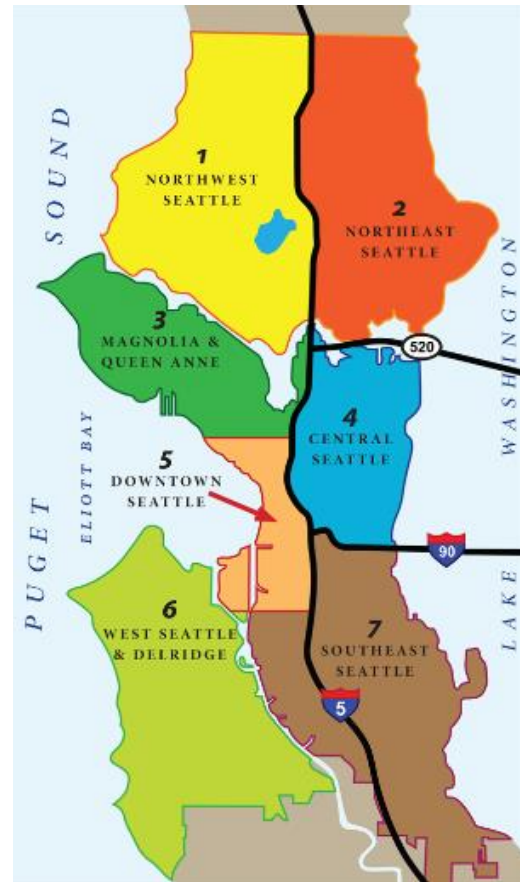 PUGET SOUND
1
NORTHWEST
SEATTLE
2
NORTHEAST
SEATTLE
3
MAGNOLIA &
QUEEN ANNE
520
LAKE WASHINGTON
4
CENTRAL
SEATTLE
ELIOTT BAY
5
DOWNTOWN
SEATTLE
90
6
WEST SEATTLE
& DELRIDGE
7
SOUTHEAST
SEATTLE
5